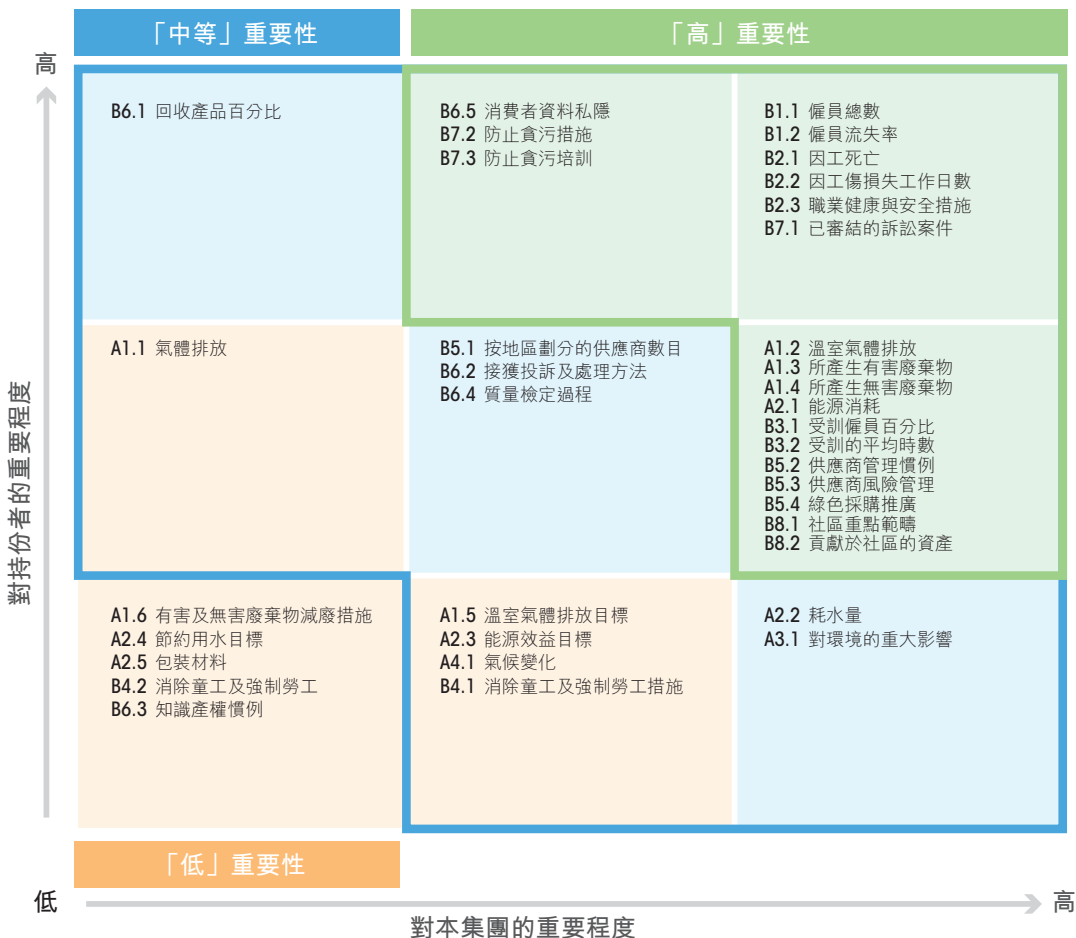 「中等」重要性
「高」重要性
高
B6.1 回收產品百分比
B6.5 消費者資料私隱
B7.2 防止貪污措施
B7.3 防止貪污培訓
B1.1 僱員總數
B1.2 僱員流失率
B2.1 因工死亡
B2.2 因工傷損失工作日數
B2.3 職業健康與安全措施
B7.1 已審結的訴訟案件
A1.1 氣體排放
B5.1 按地區劃分的供應商數目
B6.2 接獲投訴及處理方法
B6.4 質量檢定過程
A1.2 溫室氣體排放
A1.3 所產生有害廢棄物
A1.4 所產生無害廢棄物
A2.1 能源消耗
B3.1 受訓僱員百分比
B3.2 受訓的平均時數
B5.2 供應商管理慣例
B5.3 供應商風險管理
B5.4 綠色採購推廣
B8.1 社區重點範疇
B8.2 貢獻於社區的資產
對持份者的重要程度
A1.6 有害及無害廢棄物減廢措施
A2.4 節約用水目標
A2.5 包裝材料
B4.2 消除童工及強制勞工
B6.3 知識產權慣例
A1.5 溫室氣體排放目標
A2.3 能源效益目標
A4.1 氣候變化
B4.1 消除童工及強制勞工措施
A2.2 耗水量
A3.1 對環境的重大影響
「低」重要性
低
高
對本集團的重要程度